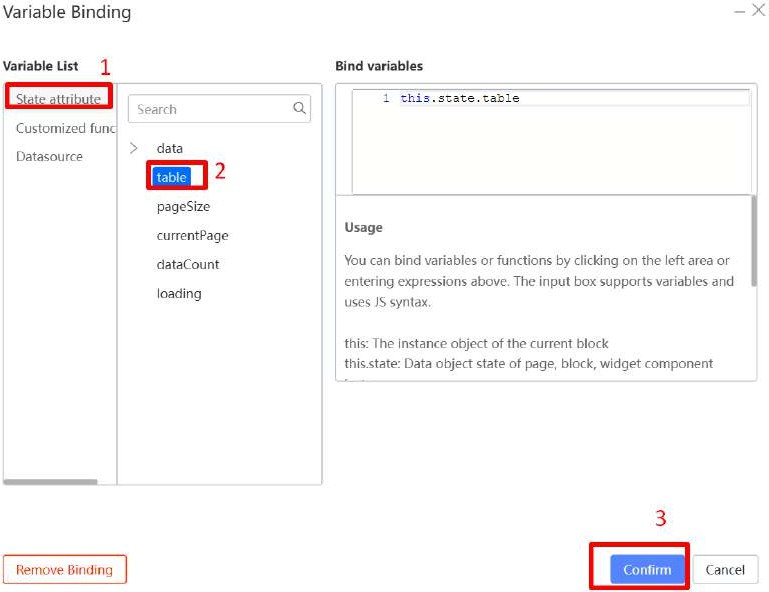 Variable Binding
Variable List 1
State attribute
Customized func
Datasource
Search
data
table 2
pageSize
currentPage
dataCount
loading
Bind variables
1 this.state.table
Usage
You can bind variables or functions by clicking on the left area or
entering expressions above. The input box supports variables and
uses JS syntax.
this: The instance object of the current block
this.state: Data object state of page, block, widget component
3
Remove Binding
Confirm
Cancel